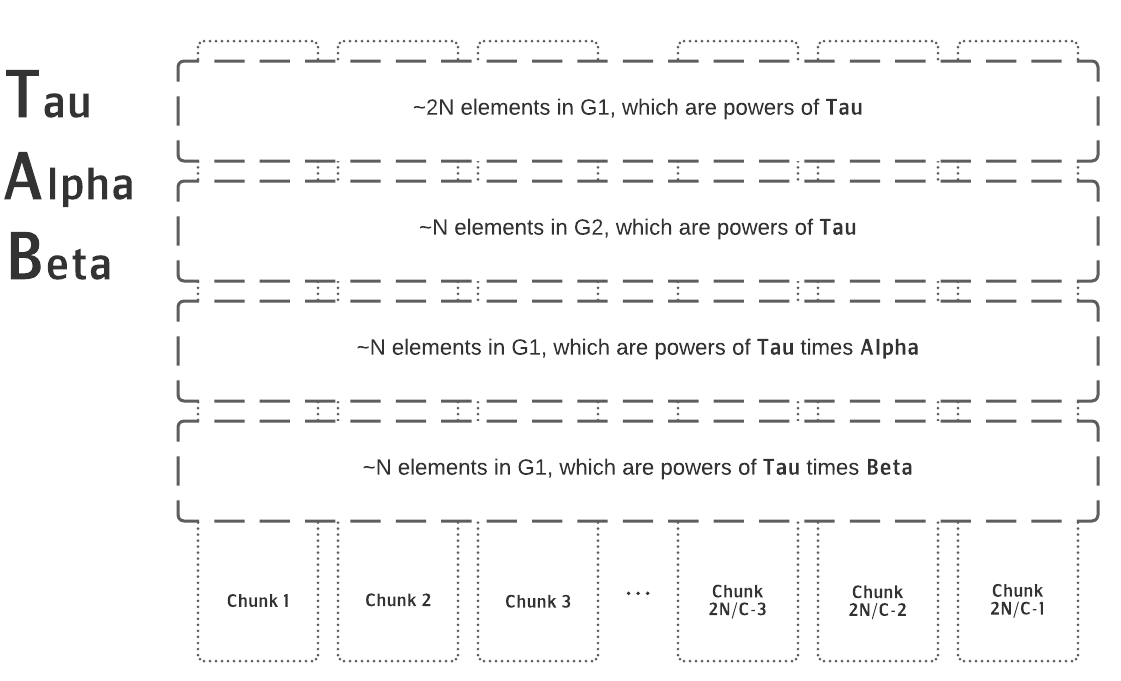 Tau
Alpha
Beta
~2N elements in G1, which are powers of Tau
~N elements in G2, which are powers of Tau
~N elements in G1, which are powers of Tau times Alpha
~N elements in G1, which are powers of Tau times Beta
Chunk 1
Chunk 2
Chunk 3
...
Chunk
2N/C-3
Chunk
2N/C-2
Chunk
2N/C-1